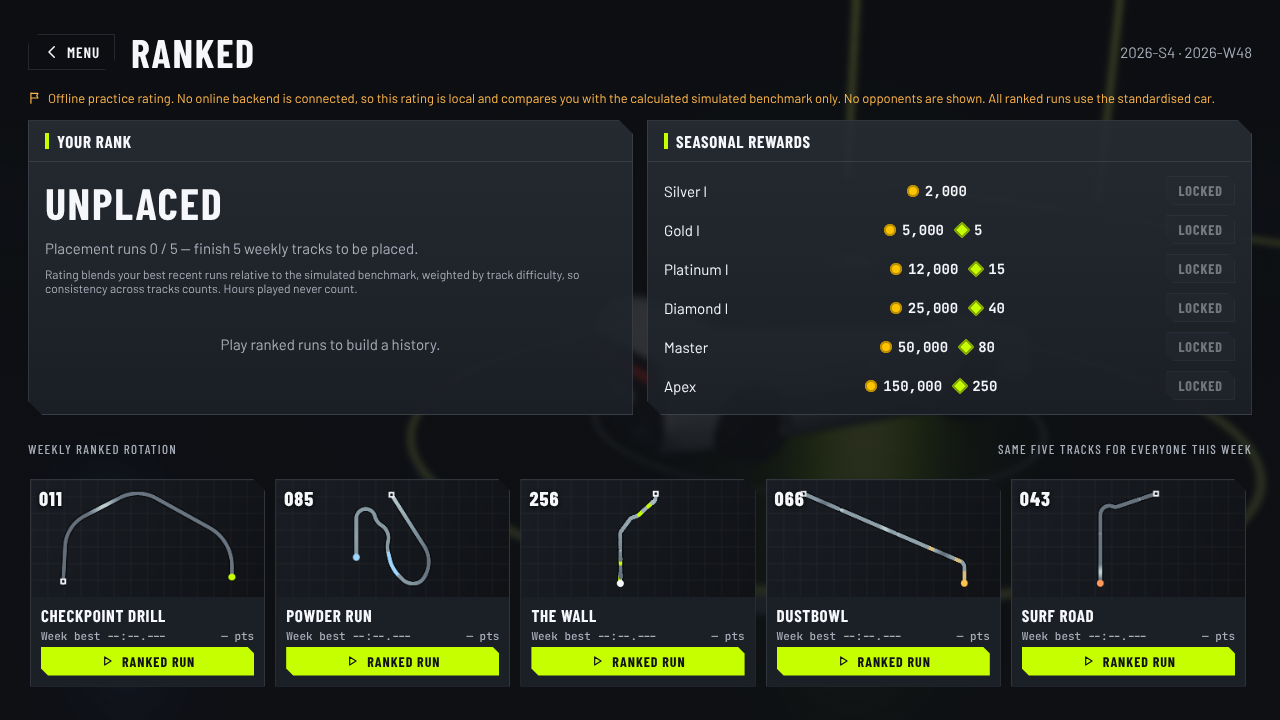 MENU
RANKED
2026-S4 · 2026-W48
Offline practice rating. No online backend is connected, so this rating is local and compares you with the calculated simulated benchmark only. No opponents are shown. All ranked runs use the standardised car.
YOUR RANK
UNPLACED
Placement runs 0 / 5 — finish 5 weekly tracks to be placed.
Rating blends your best recent runs relative to the simulated benchmark, weighted by track difficulty, so
consistency across tracks counts. Hours played never count.
Play ranked runs to build a history.
SEASONAL REWARDS
Silver I 2,000 LOCKED
Gold I 5,000 5 LOCKED
Platinum I 12,000 15 LOCKED
Diamond I 25,000 40 LOCKED
Master 50,000 80 LOCKED
Apex 150,000 250 LOCKED
WEEKLY RANKED ROTATION
SAME FIVE TRACKS FOR EVERYONE THIS WEEK
011
CHECKPOINT DRILL
Week best --:--.--- — pts
RANKED RUN
085
POWDER RUN
Week best --:--.--- — pts
RANKED RUN
256
THE WALL
Week best --:--.--- — pts
RANKED RUN
066
DUSTBOWL
Week best --:--.--- — pts
RANKED RUN
043
SURF ROAD
Week best --:--.--- — pts
RANKED RUN